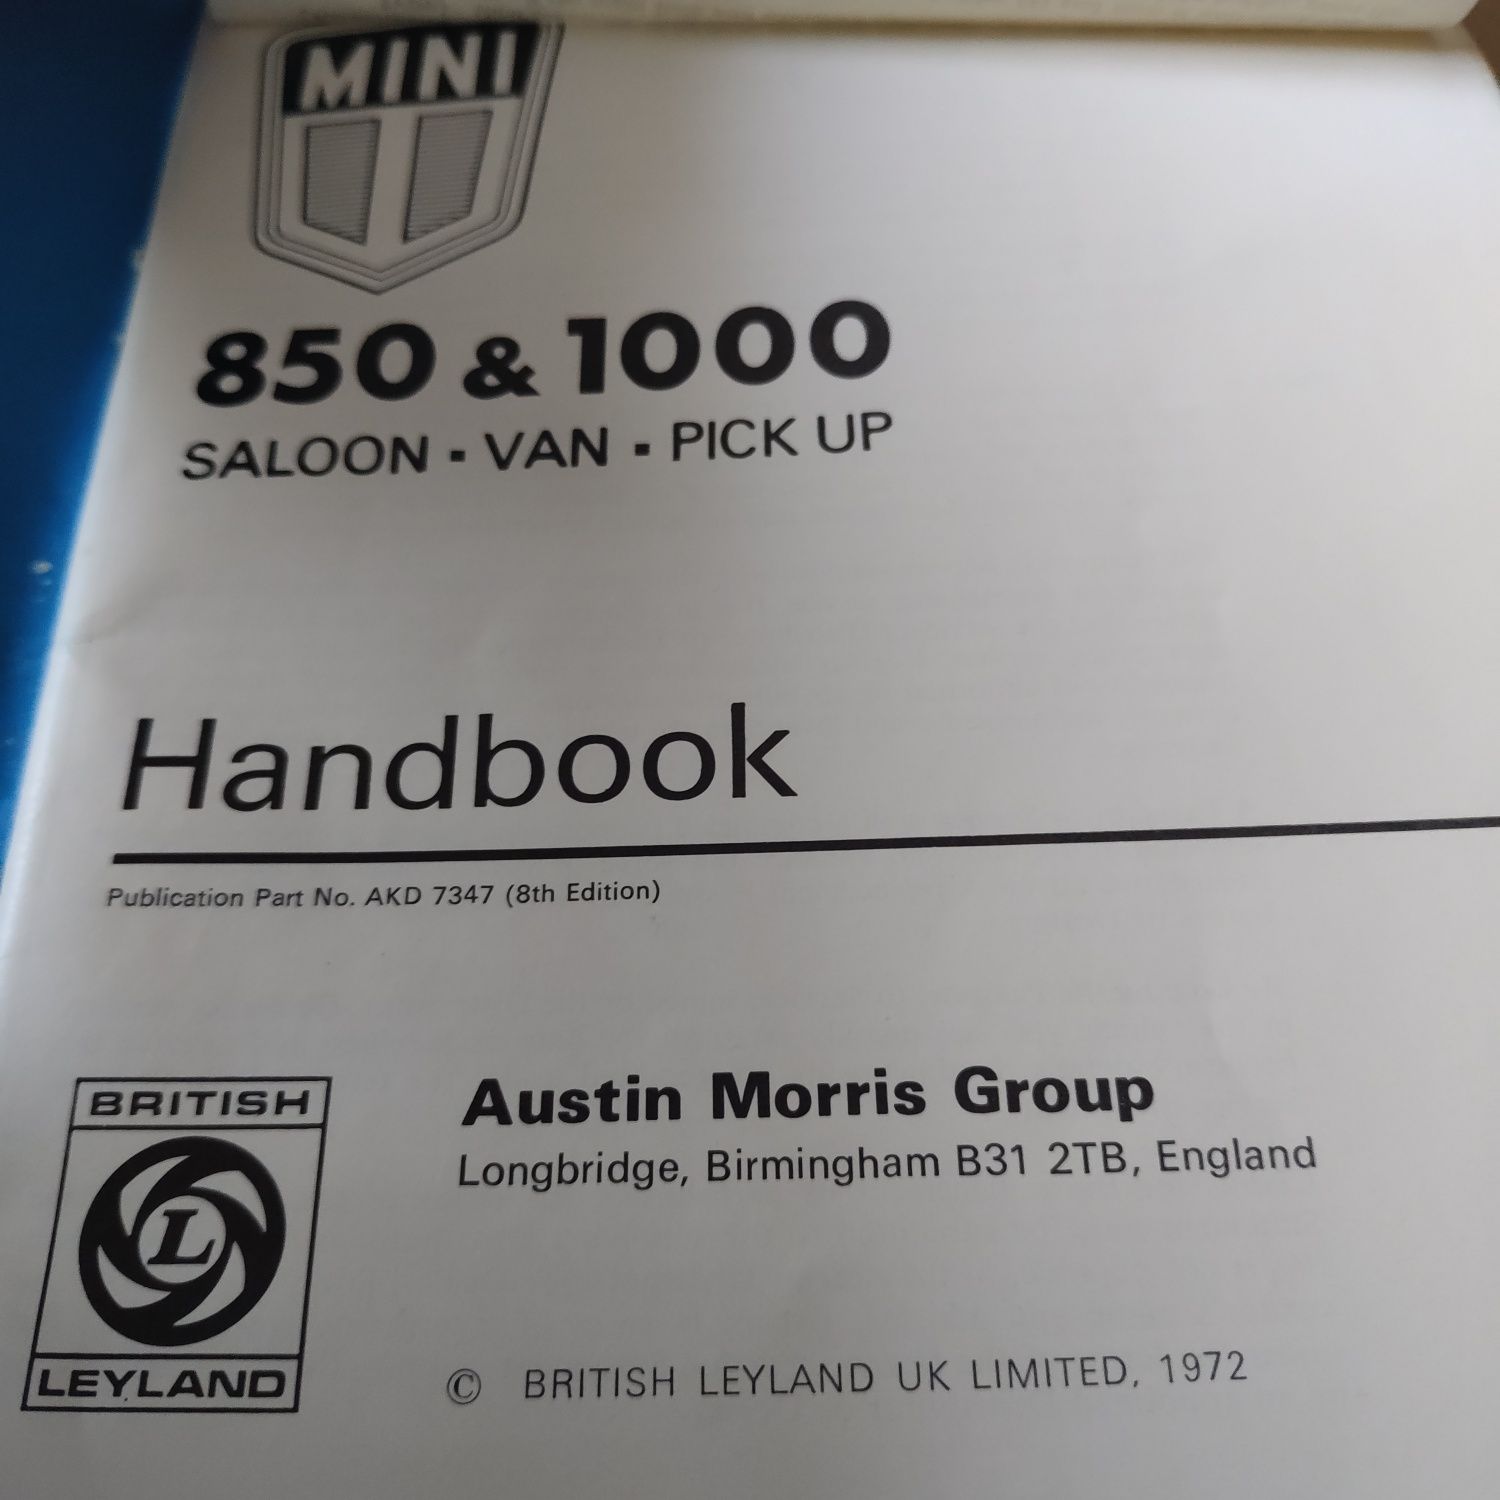 MINI
850 & 1000
SALOON ▪ VAN ▪ PICK UP
Handbook
Publication Part No. AKD 7347 (8th Edition)
BRITISH
L
LEYLAND
Austin Morris Group
Longbridge, Birmingham B31 2TB, England
© BRITISH LEYLAND UK LIMITED, 1972